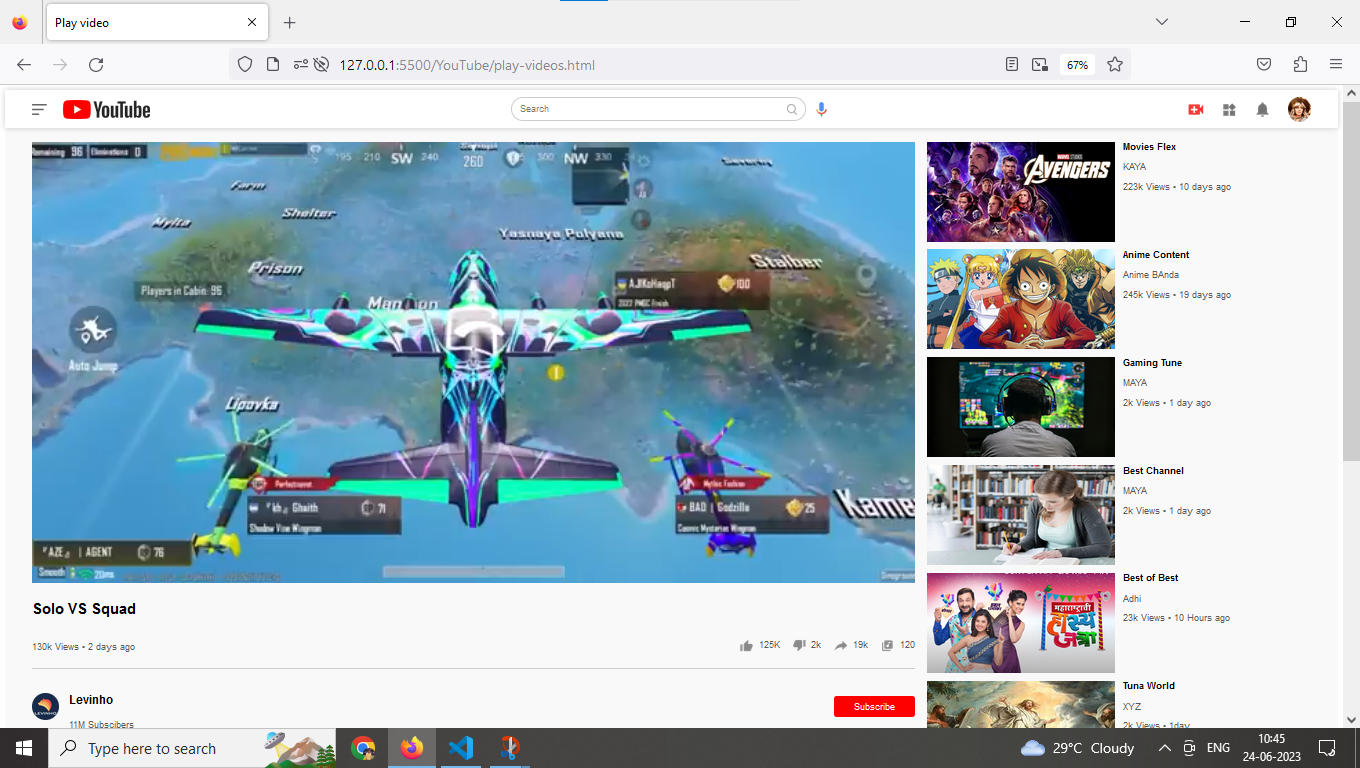 Play video
127.0.0.1:5500/YouTube/play-videos.html
67%
YouTube
Search
Remaining 96 Eliminations 0
195 210 SW 240 260 300 NW 330
Severny
Farm
Shelter
Mylta
Yasnaya Polyana
Prison
Stalber
Players in Cabin: 96
100
2022 PMGC Finish
Mansion
Auto Jump
Lipovka
Perfectionist
Mythic Fashion
Ghaith 71
BAD | Godzilla 25
Kame
Cosmic Mysterias Wingman
| AGENT 76
Smooth 20ms
Solo VS Squad
130k Views • 2 days ago
125K 2k 19k 120
Levinho
LEVINHO
11M Subscibers
Subscribe
MARVEL STUDIOS
AVENGERS
Movies Flex
KAYA
223k Views • 10 days ago
Anime Content
Anime BAnda
245k Views • 19 days ago
Gaming Tune
MAYA
2k Views • 1 day ago
Best Channel
MAYA
2k Views • 1 day ago
महाराष्ट्राची
हास्य
जत्रा
Best of Best
Adhi
23k Views • 10 Hours ago
Tuna World
XYZ
2k Views • 1day
Type here to search
29°C Cloudy
ENG
10:45
24-06-2023